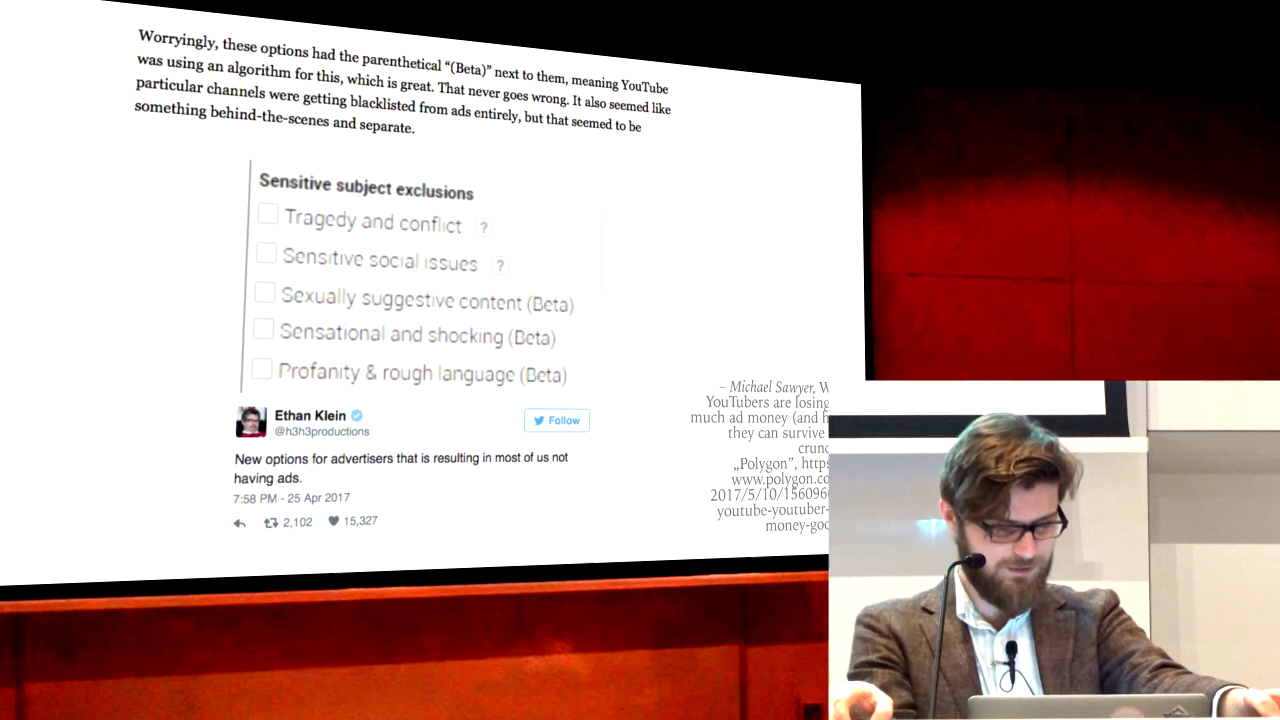 Worryingly, these options had the parenthetical “(Beta)” next to them, meaning YouTube
was using an algorithm for this, which is great. That never goes wrong. It also seemed like
particular channels were getting blacklisted from ads entirely, but that seemed to be
something behind-the-scenes and separate.
Sensitive subject exclusions
Tragedy and conflict ?
Sensitive social issues ?
Sexually suggestive content (Beta)
Sensational and shocking (Beta)
Profanity & rough language (Beta)
Ethan Klein
Follow
@h3h3productions
New options for advertisers that is resulting in most of us not
having ads.
7:58 PM - 25 Apr 2017
2,102 15,327
– Michael Sawyer, W
YouTubers are losing
much ad money (and h
they can survive
crunc
„Polygon”, https
www.polygon.co
2017/5/10/156096
youtube-youtuber-
money-goo